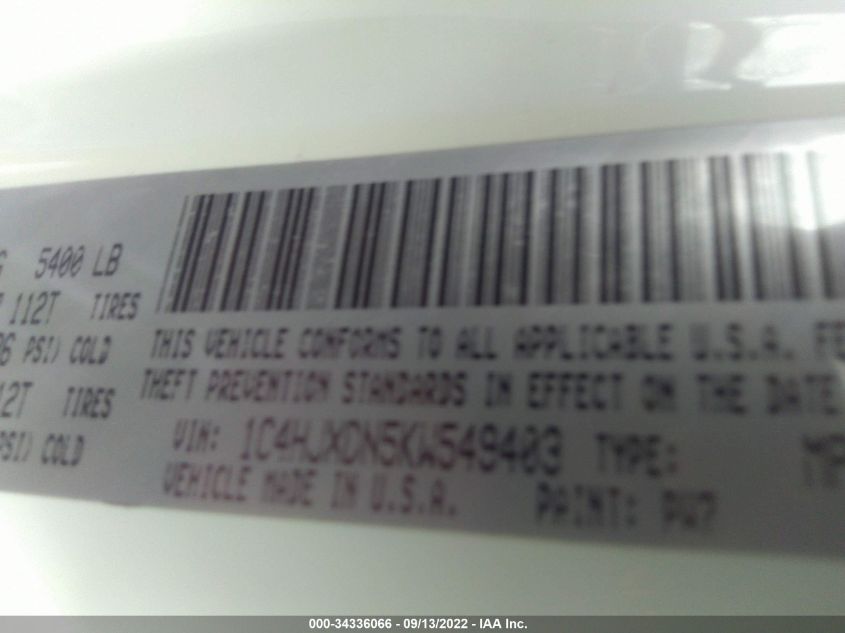 5400 LB
112T TIRES
PSI) COLD
12T TIRES
PSI) COLD
THIS VEHICLE CONFORMS TO ALL APPLICABLE U.S.A. FE
THEFT PREVENTION STANDARDS IN EFFECT ON THE DATE
VIN: 1C4HJXDN5KW549403 TYPE:
VEHICLE MADE IN U.S.A. PAINT: PW7
000-34336066 - 09/13/2022 - IAA Inc.